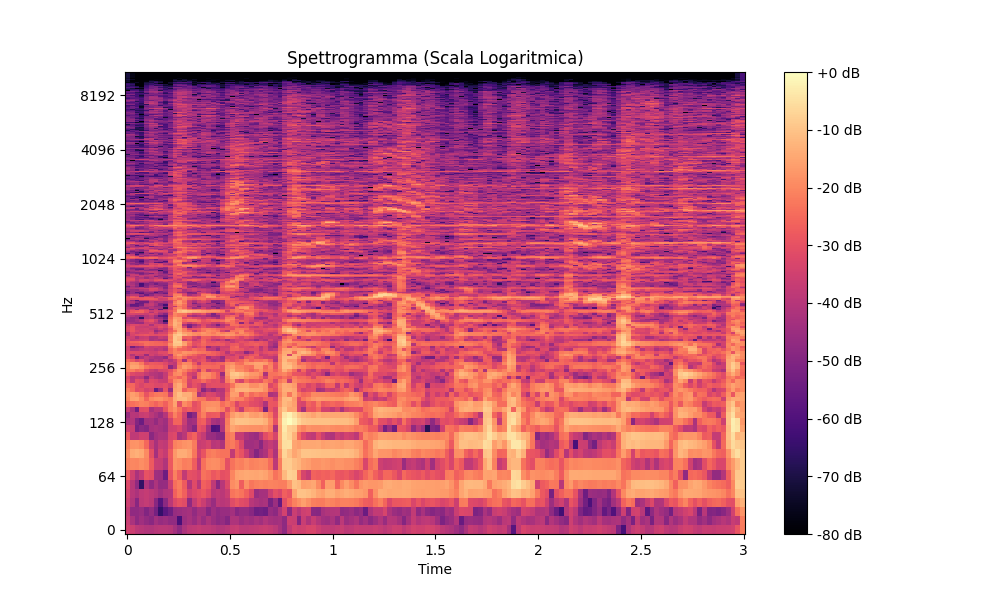 Spettrogramma (Scala Logaritmica)
Hz
8192
4096
2048
1024
512
256
128
64
0
0
0.5
1
1.5
2
2.5
3
Time
+0 dB
-10 dB
-20 dB
-30 dB
-40 dB
-50 dB
-60 dB
-70 dB
-80 dB